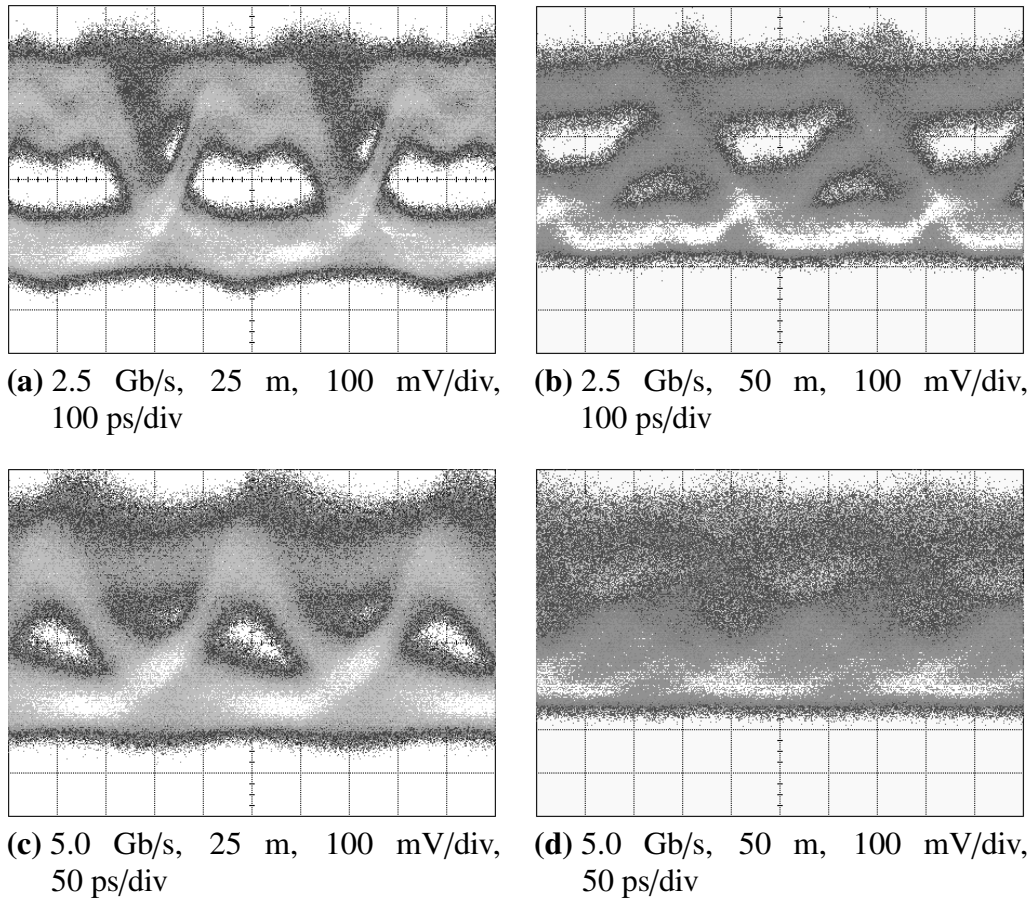 (a) 2.5 Gb/s, 25 m, 100 mV/div,
100 ps/div
(b) 2.5 Gb/s, 50 m, 100 mV/div,
100 ps/div
(c) 5.0 Gb/s, 25 m, 100 mV/div,
50 ps/div
(d) 5.0 Gb/s, 50 m, 100 mV/div,
50 ps/div